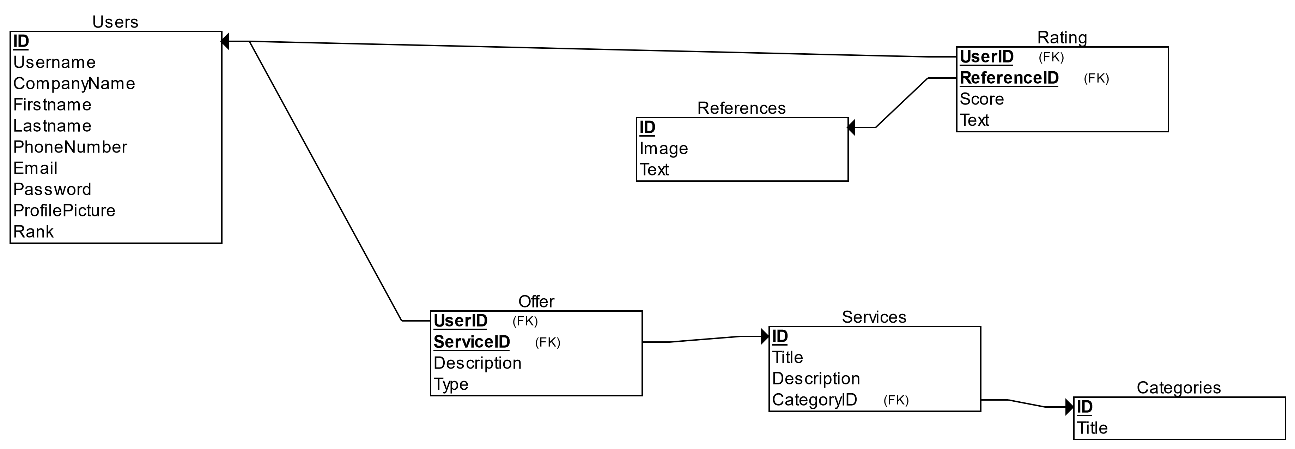 Users
ID
Username
CompanyName
Firstname
Lastname
PhoneNumber
Email
Password
ProfilePicture
Rank
Rating
UserID (FK)
ReferenceID (FK)
Score
Text
References
ID
Image
Text
Offer
UserID (FK)
ServiceID (FK)
Description
Type
Services
ID
Title
Description
CategoryID (FK)
Categories
ID
Title